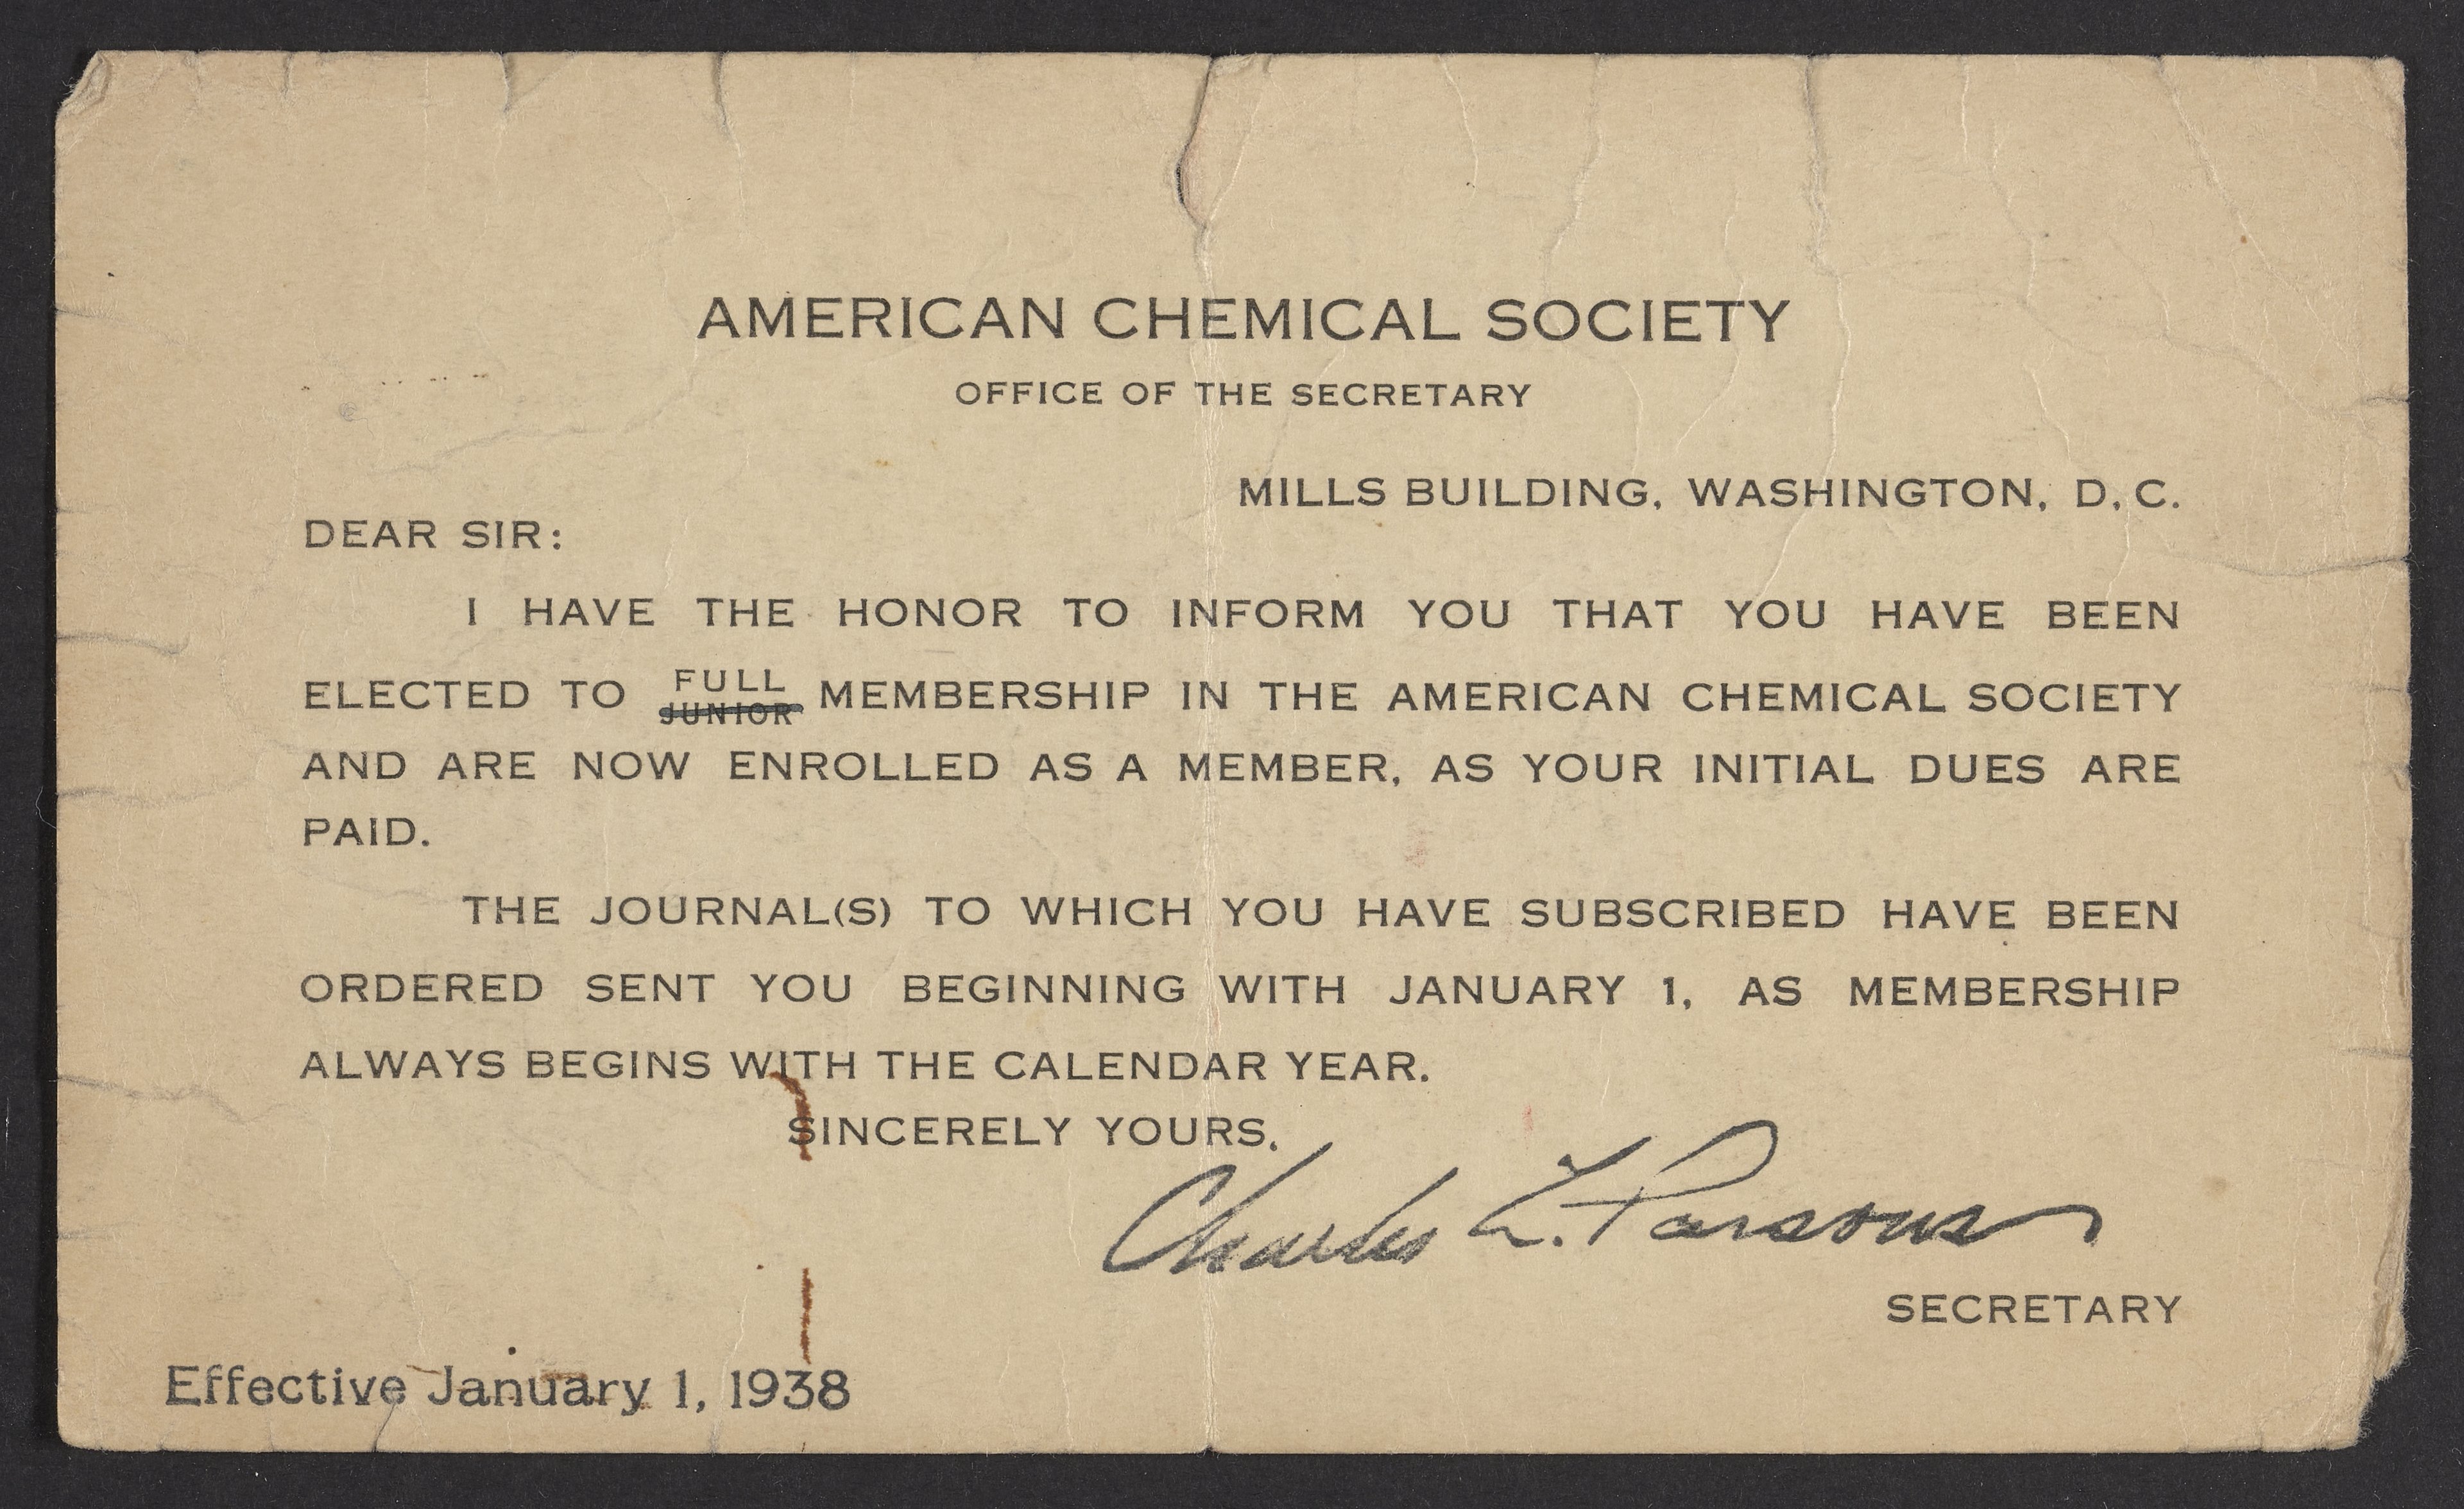 AMERICAN CHEMICAL SOCIETY
OFFICE OF THE SECRETARY
MILLS BUILDING, WASHINGTON, D. C.
DEAR SIR:
I HAVE THE HONOR TO INFORM YOU THAT YOU HAVE BEEN
FULL
ELECTED TO JUNIOR MEMBERSHIP IN THE AMERICAN CHEMICAL SOCIETY
AND ARE NOW ENROLLED AS A MEMBER, AS YOUR INITIAL DUES ARE
PAID.
THE JOURNAL(S) TO WHICH YOU HAVE SUBSCRIBED HAVE BEEN
ORDERED SENT YOU BEGINNING WITH JANUARY 1, AS MEMBERSHIP
ALWAYS BEGINS WITH THE CALENDAR YEAR.
SINCERELY YOURS,
Charles L. Parsons
SECRETARY
Effective January 1, 1938